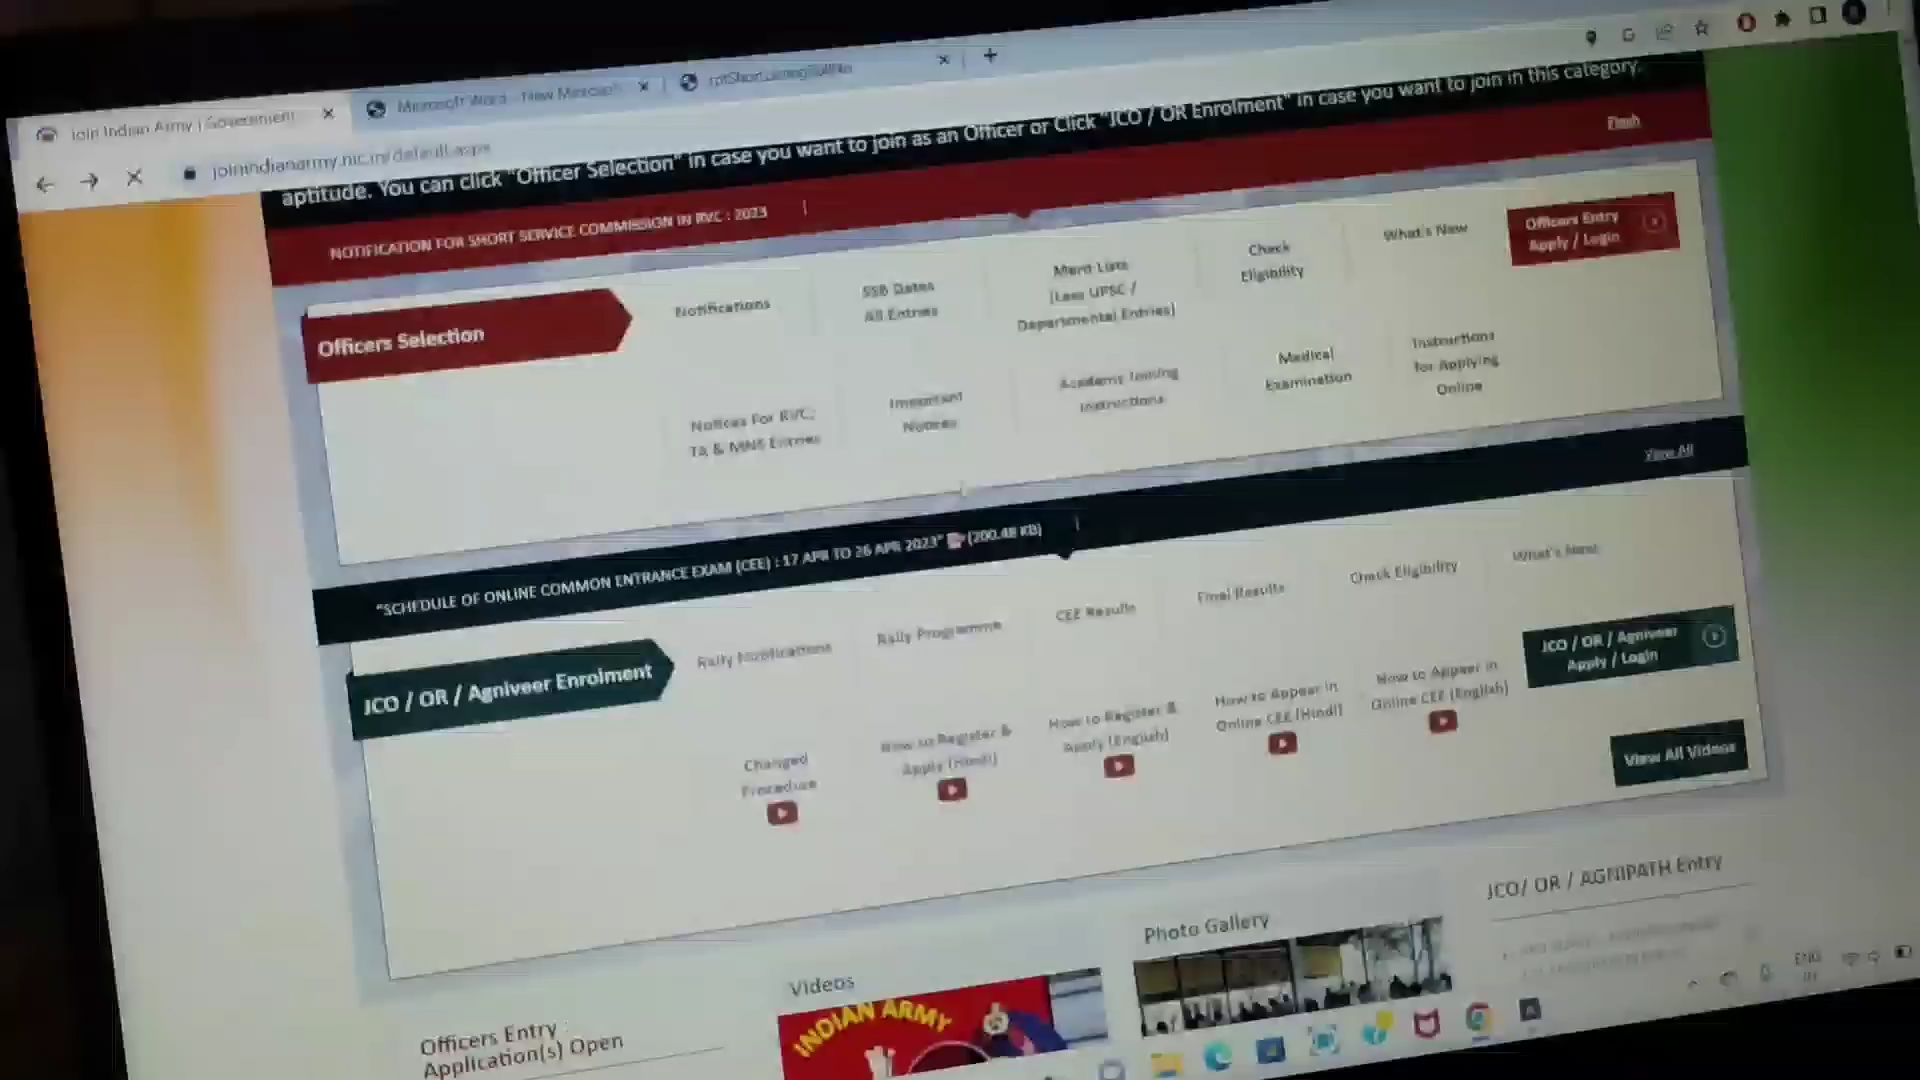 Join Indian Army | Government
Microsoft Word - New Microsoft
joinindianarmy.nic.in/default.aspx
aptitude. You can click "Officer Selection" in case you want to join as an Officer or Click "JCO / OR Enrolment" in case you want to join in this category.
NOTIFICATION FOR SHORT SERVICE COMMISSION IN RVC : 2023
Flash
Officers Selection
Notifications
SSB Dates
All Entries
Merit Lists
(Less UPSC /
Departmental Entries)
Check
Eligibility
What's New
Officers Entry
Apply / Login
Notices For RVC,
TA & MNS Entries
Important
Notices
Academy Joining
Instructions
Medical
Examination
Instructions
for Applying
Online
View All
"SCHEDULE OF ONLINE COMMON ENTRANCE EXAM (CEE) : 17 APR TO 26 APR 2023" (200.48 KB)
JCO / OR / Agniveer Enrolment
Rally Notifications
Rally Programme
CEE Results
Final Results
Check Eligibility
What's New
JCO / OR / Agniveer
Apply / Login
Changed
Procedure
How to Register &
Apply (Hindi)
How to Register &
Apply (English)
How to Appear in
Online CEE (Hindi)
How to Appear in
Online CEE (English)
View All Videos
Officers Entry
Application(s) Open
Videos
INDIAN ARMY
Photo Gallery
JCO/ OR / AGNIPATH Entry
ENG